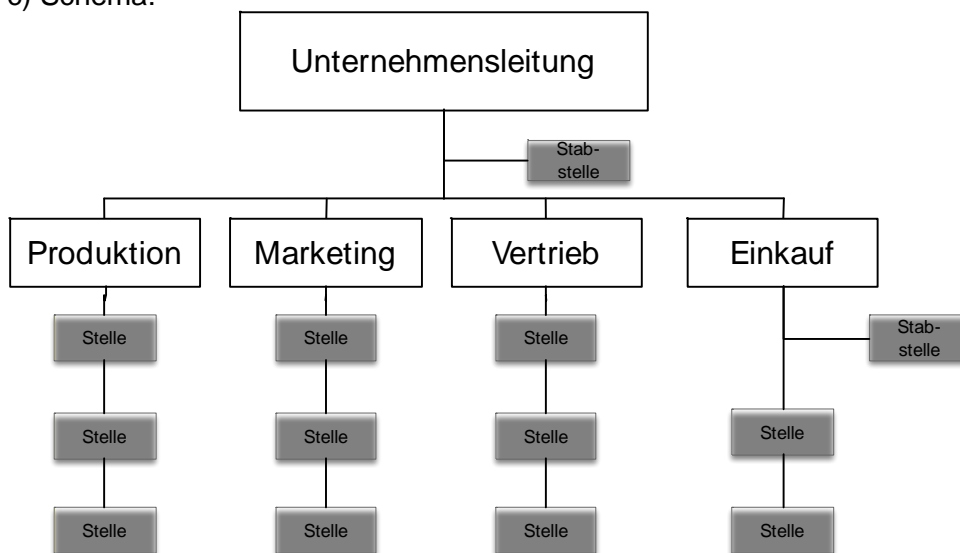 c) Schema:
Unternehmensleitung
Stab-
stelle
Produktion
Marketing
Vertrieb
Einkauf
Stelle
Stelle
Stelle
Stab-
stelle
Stelle
Stelle
Stelle
Stelle
Stelle
Stelle
Stelle
Stelle